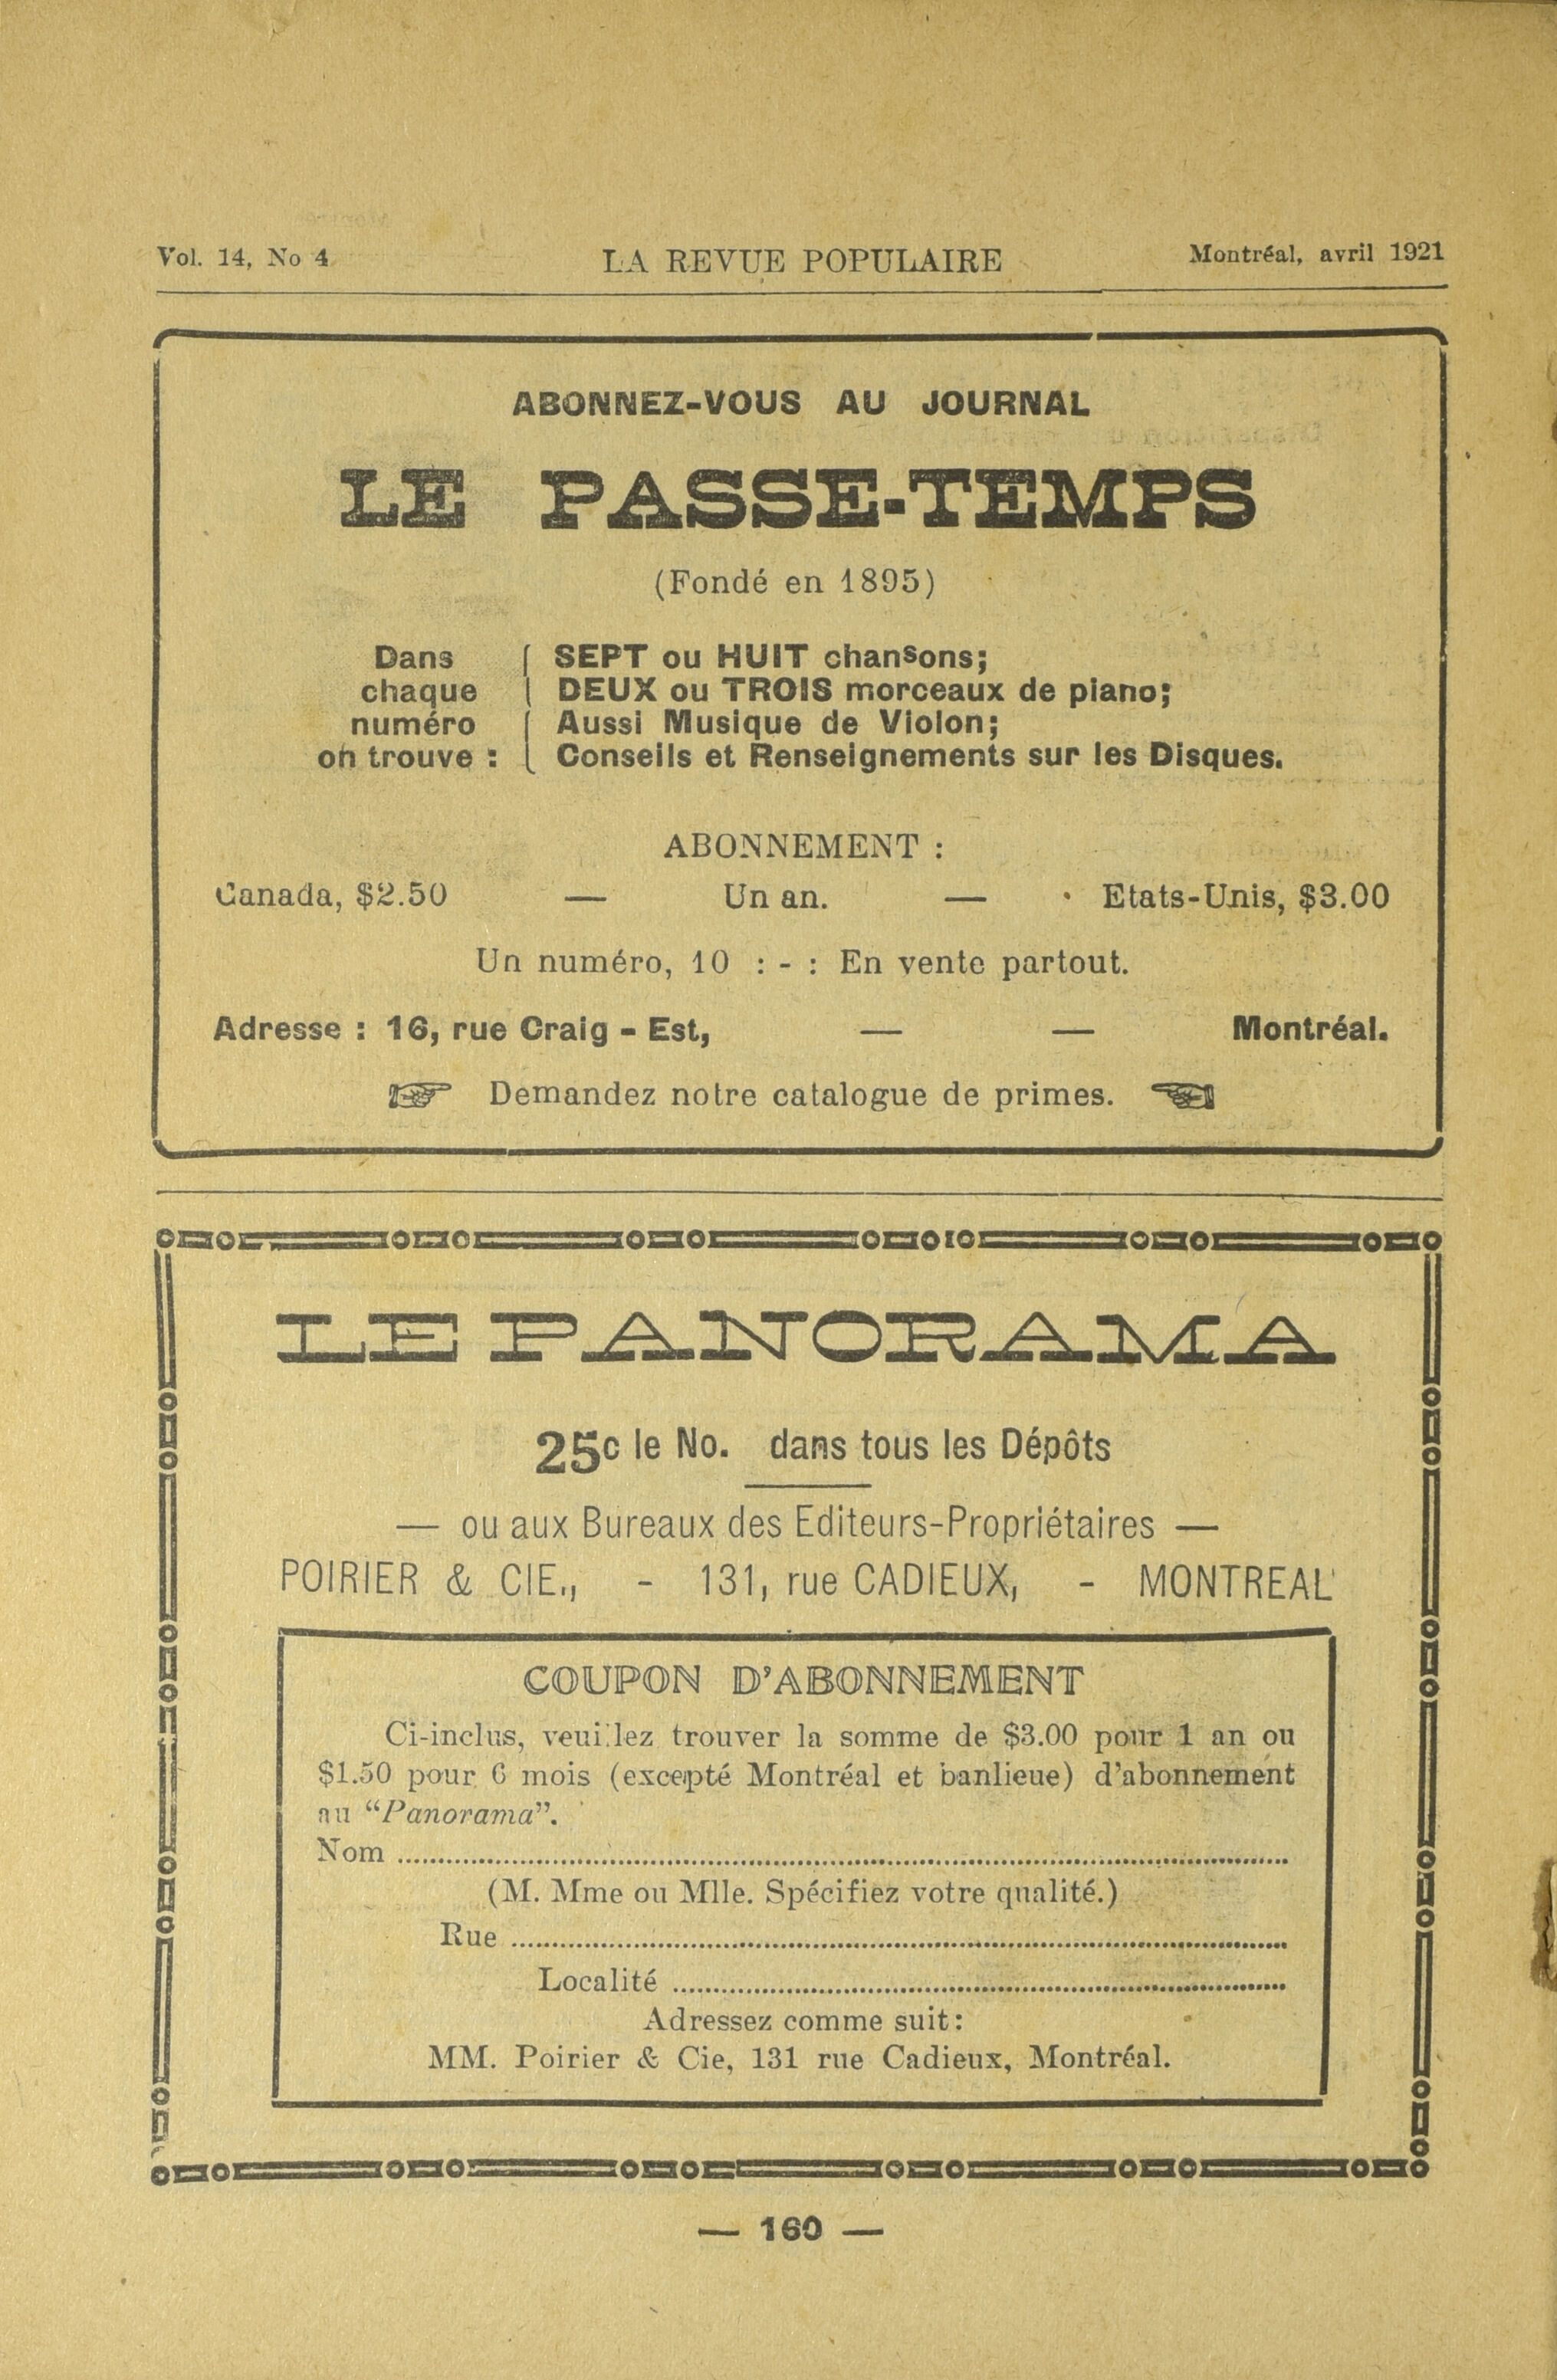 Vol. 14, No 4 LA REVUE POPULAIRE Montréal, avril 1921
ABONNEZ-VOUS AU JOURNAL
LE PASSE-TEMPS
(Fondé en 1895)
Dans chaque numéro on trouve :
SEPT ou HUIT chansons;
DEUX ou TROIS morceaux de piano;
Aussi Musique de Violon;
Conseils et Renseignements sur les Disques.
ABONNEMENT :
Canada, $2.50 — Un an. — Etats-Unis, $3.00
Un numéro, 10 : - : En vente partout.
Adresse : 16, rue Craig - Est, — — Montréal.
☞ Demandez notre catalogue de primes. ☜
LE PANORAMA
25c le No. dans tous les Dépôts
— ou aux Bureaux des Editeurs-Propriétaires —
POIRIER & CIE., - 131, rue CADIEUX, - MONTREAL
COUPON D'ABONNEMENT
Ci-inclus, veuillez trouver la somme de $3.00 pour 1 an ou
$1.50 pour 6 mois (excepté Montréal et banlieue) d'abonnement
au "Panorama".
Nom ........................................
(M. Mme ou Mlle. Spécifiez votre qualité.)
Rue ........................................
Localité ........................................
Adressez comme suit:
MM. Poirier & Cie, 131 rue Cadieux, Montréal.
— 160 —